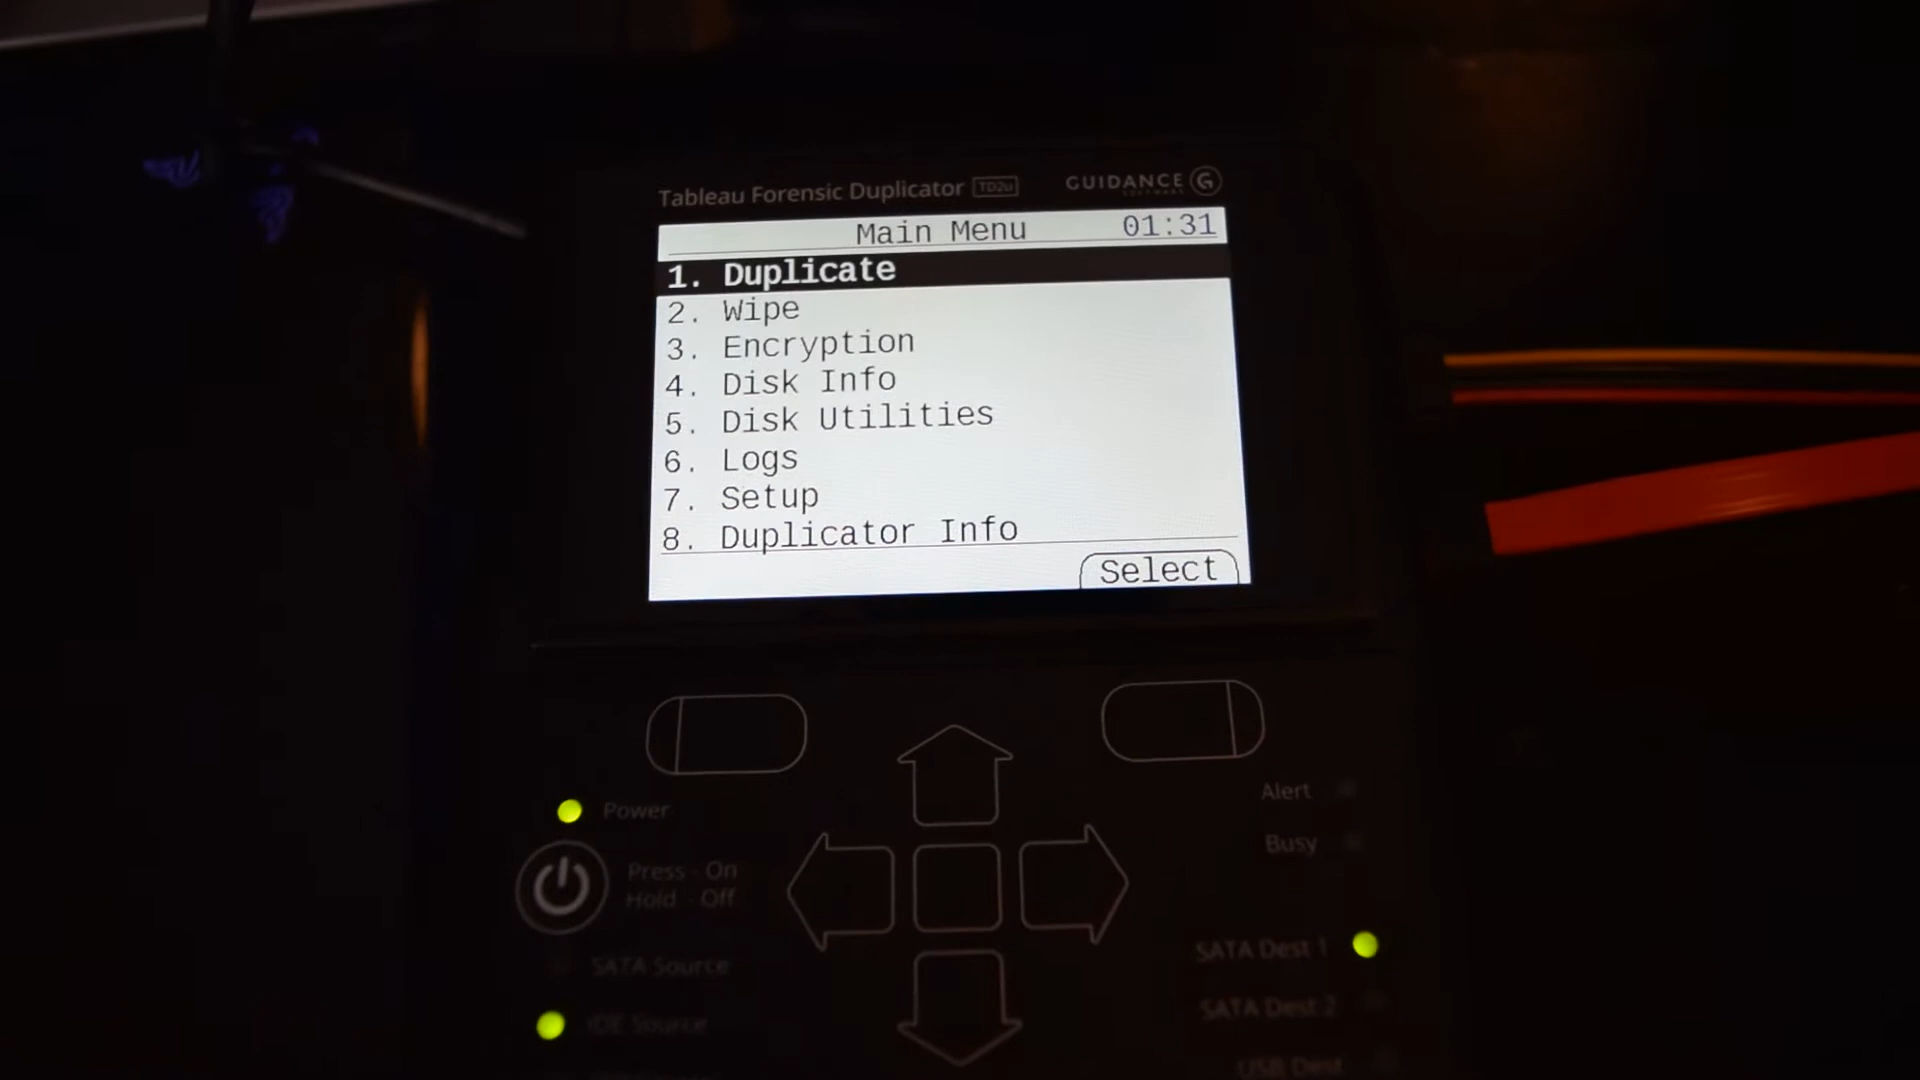 Tableau Forensic Duplicator TD2u
GUIDANCE G
SOFTWARE
Main Menu 01:31
1. Duplicate
2. Wipe
3. Encryption
4. Disk Info
5. Disk Utilities
6. Logs
7. Setup
8. Duplicator Info
Select
Power
Alert
Busy
Press - On
Hold - Off
SATA Source
SATA Dest 1
IDE Source
SATA Dest 2
USB Dest